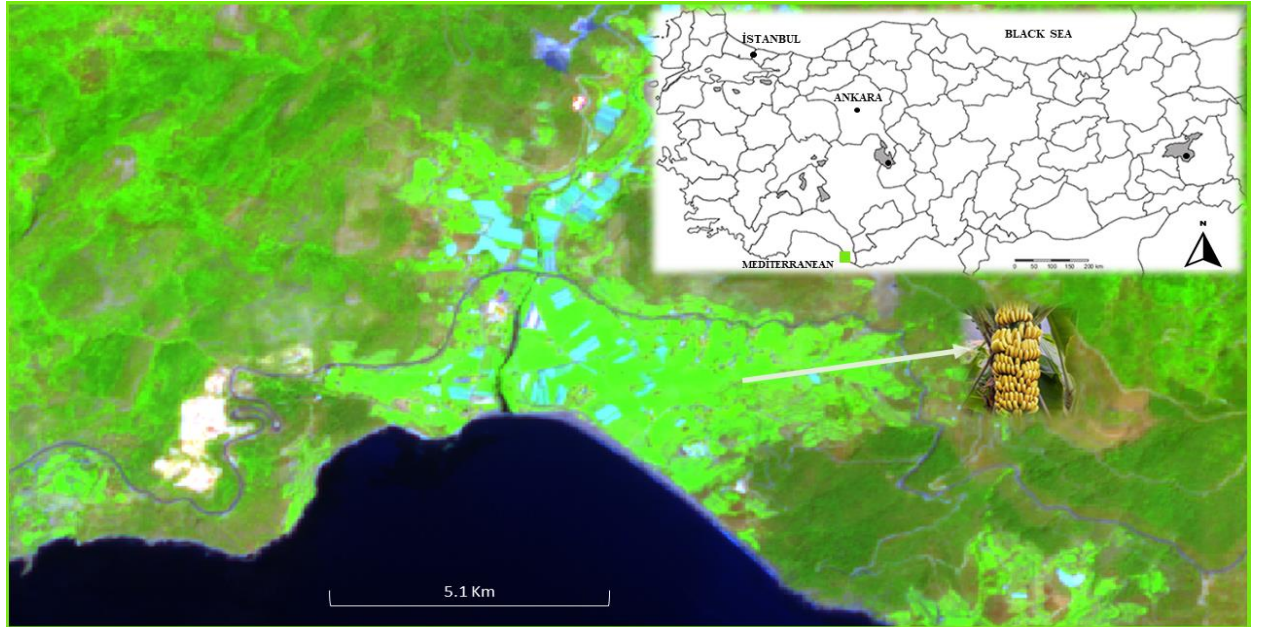 İSTANBUL
BLACK SEA
ANKARA
N
MEDITERRANEAN
0 50 100 150 200 km
5.1 Km